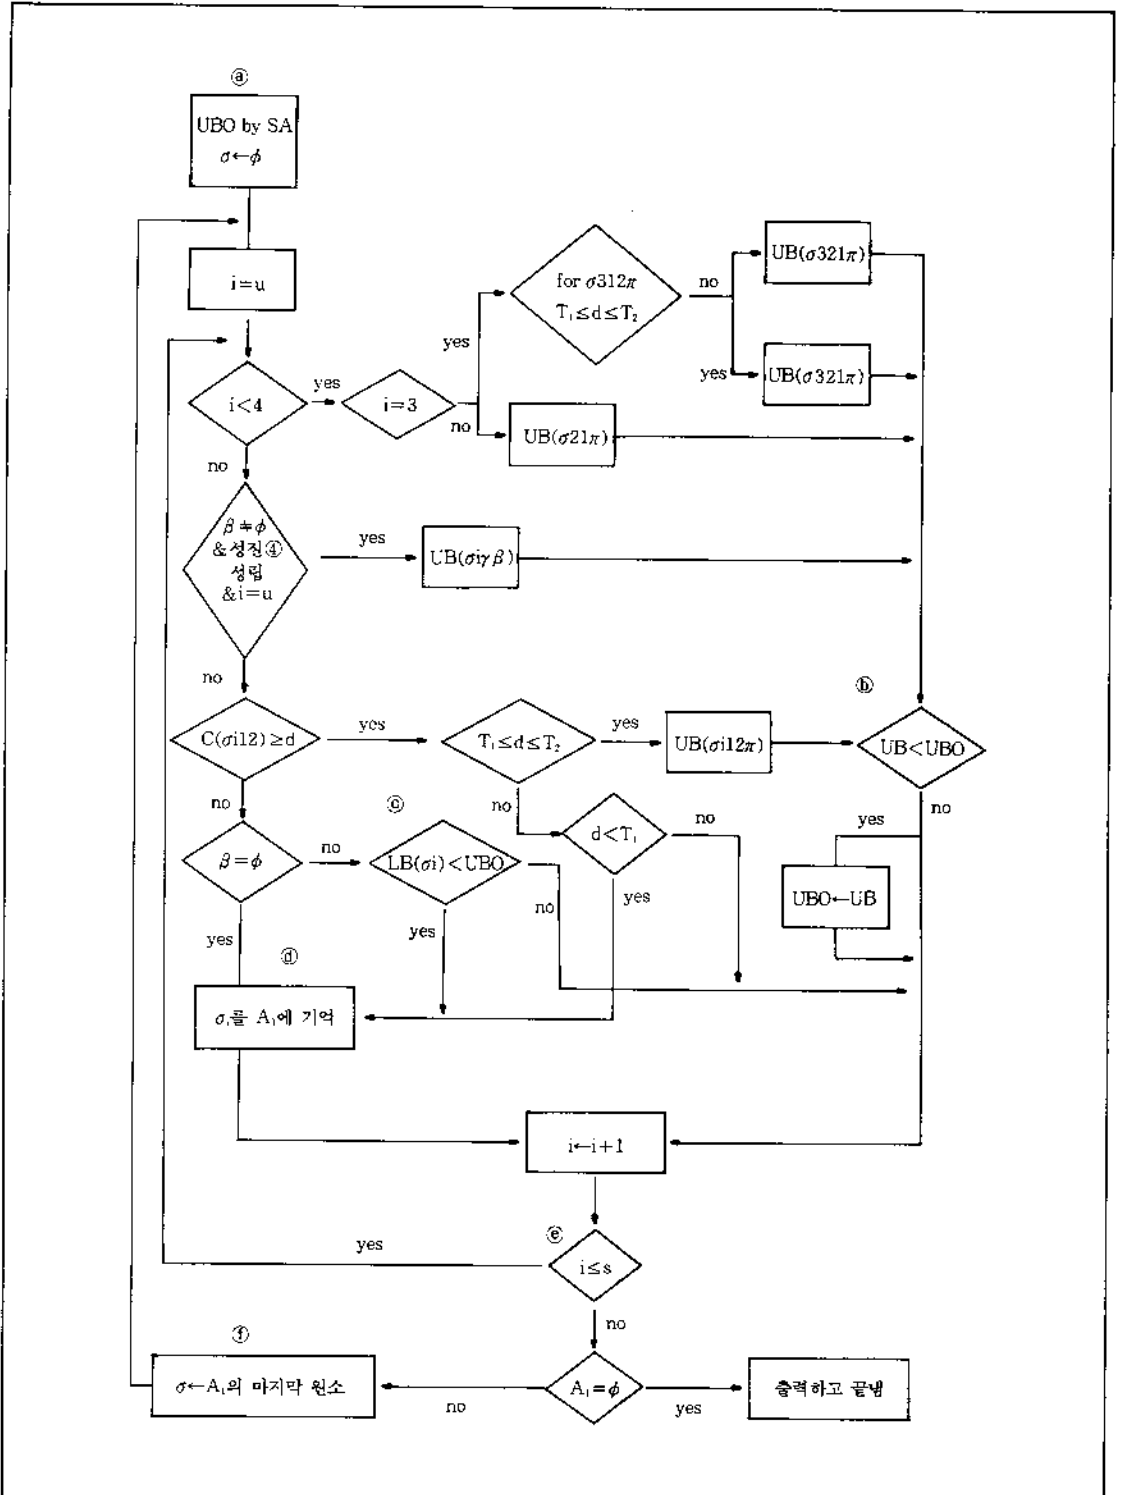 ⓐ
UBO by SA
σ←ϕ
i=u
for σ312π
T₁≤d≤T₂
no
UB(σ321π)
yes
yes
UB(σ321π)
i<4
yes
i=3
no
UB(σ21π)
no
β≠ϕ
&성질④
성립
&i=u
yes
UB(σiγβ)
no
ⓑ
C(σi12)≥d
yes
T₁≤d≤T₂
yes
UB(σi12π)
UB<UBO
no
ⓒ
no
d<T₁
no
yes
no
β=ϕ
no
LB(σi)<UBO
no
yes
UBO←UB
yes
yes
ⓓ
σᵢ를 A₁에 기억
i←i+1
ⓔ
yes
i≤s
no
ⓕ
σ←A₁의 마지막 원소
no
A₁=ϕ
yes
출력하고 끝냄